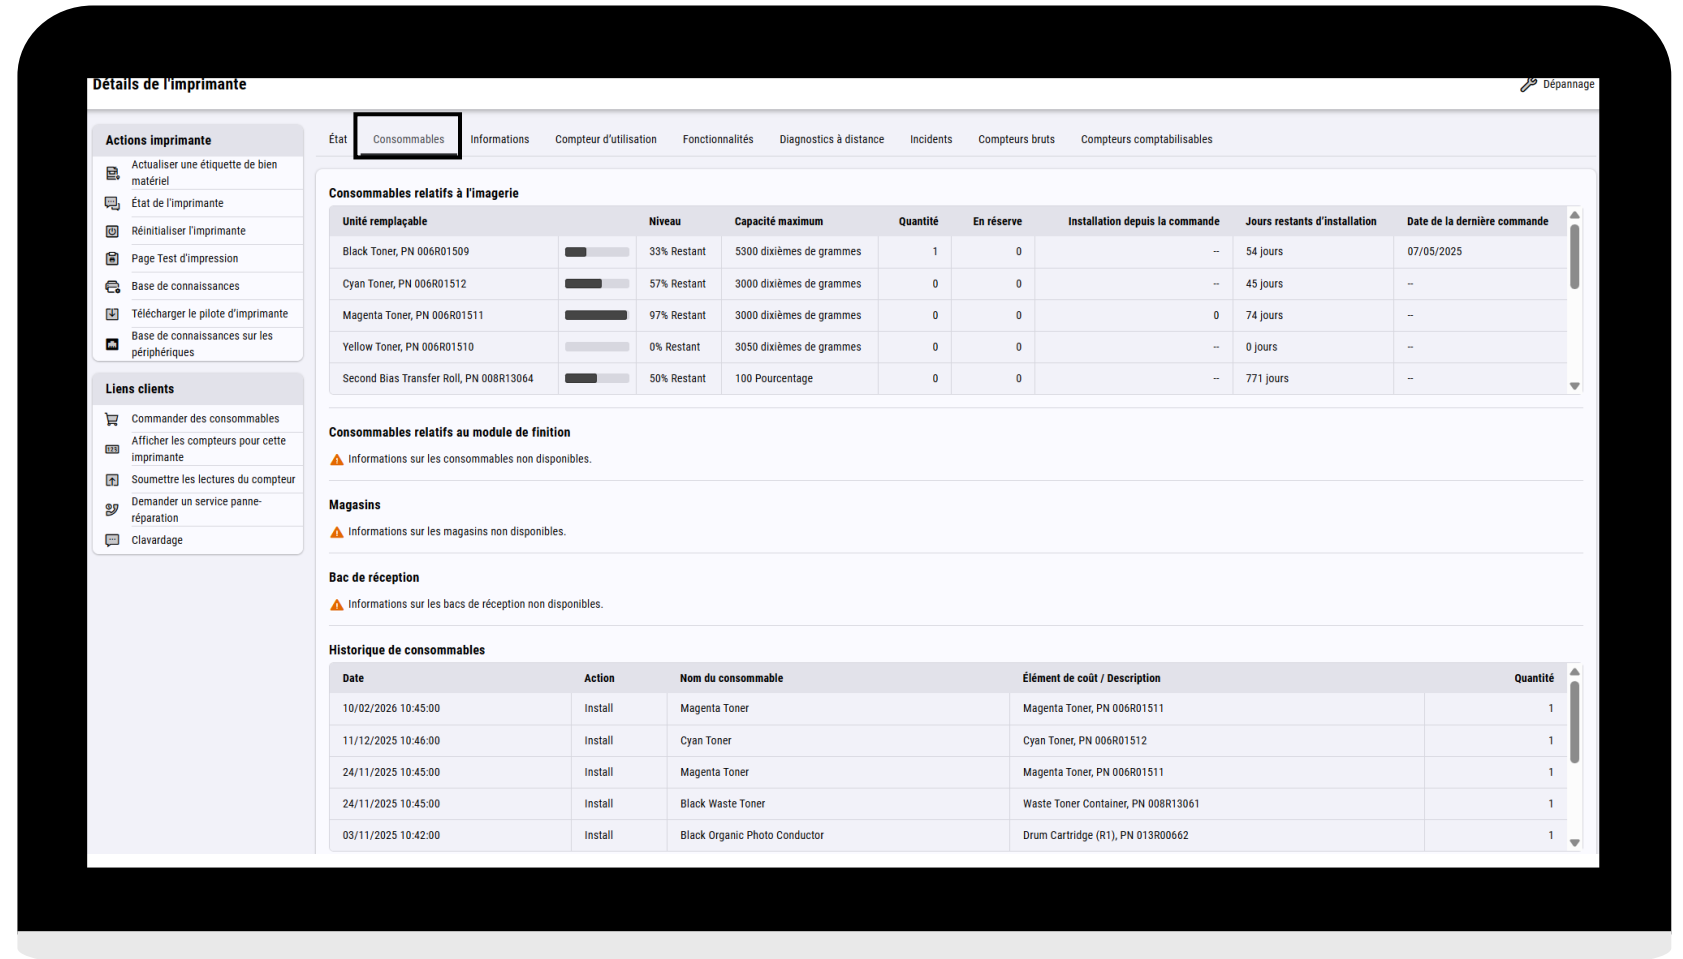 Détails de l'imprimante
Dépannage
Actions imprimante
Actualiser une étiquette de bien
matériel
État de l'imprimante
Réinitialiser l'imprimante
Page Test d'impression
Base de connaissances
Télécharger le pilote d'imprimante
Base de connaissances sur les
périphériques
Liens clients
Commander des consommables
Afficher les compteurs pour cette
imprimante
Soumettre les lectures du compteur
Demander un service panne-
réparation
Clavardage
État Consommables Informations Compteur d'utilisation Fonctionnalités Diagnostics à distance Incidents Compteurs bruts Compteurs comptabilisables
Consommables relatifs à l'imagerie
Unité remplaçable Niveau Capacité maximum Quantité En réserve Installation depuis la commande Jours restants d'installation Date de la dernière commande
Black Toner, PN 006R01509 33% Restant 5300 dixièmes de grammes 1 0 -- 54 jours 07/05/2025
Cyan Toner, PN 006R01512 57% Restant 3000 dixièmes de grammes 0 0 -- 45 jours --
Magenta Toner, PN 006R01511 97% Restant 3000 dixièmes de grammes 0 0 0 74 jours --
Yellow Toner, PN 006R01510 0% Restant 3050 dixièmes de grammes 0 0 -- 0 jours --
Second Bias Transfer Roll, PN 008R13064 50% Restant 100 Pourcentage 0 0 -- 771 jours --
Consommables relatifs au module de finition
Informations sur les consommables non disponibles.
Magasins
Informations sur les magasins non disponibles.
Bac de réception
Informations sur les bacs de réception non disponibles.
Historique de consommables
Date Action Nom du consommable Élément de coût / Description Quantité
10/02/2026 10:45:00 Install Magenta Toner Magenta Toner, PN 006R01511 1
11/12/2025 10:46:00 Install Cyan Toner Cyan Toner, PN 006R01512 1
24/11/2025 10:45:00 Install Magenta Toner Magenta Toner, PN 006R01511 1
24/11/2025 10:45:00 Install Black Waste Toner Waste Toner Container, PN 008R13061 1
03/11/2025 10:42:00 Install Black Organic Photo Conductor Drum Cartridge (R1), PN 013R00662 1